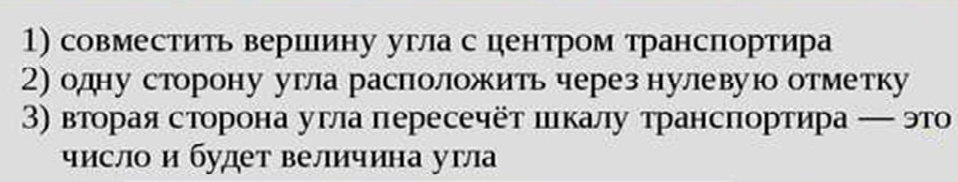 1) совместить вершину угла с центром транспортира
2) одну сторону угла расположить через нулевую отметку
3) вторая сторона угла пересечёт шкалу транспортира — это
число и будет величина угла